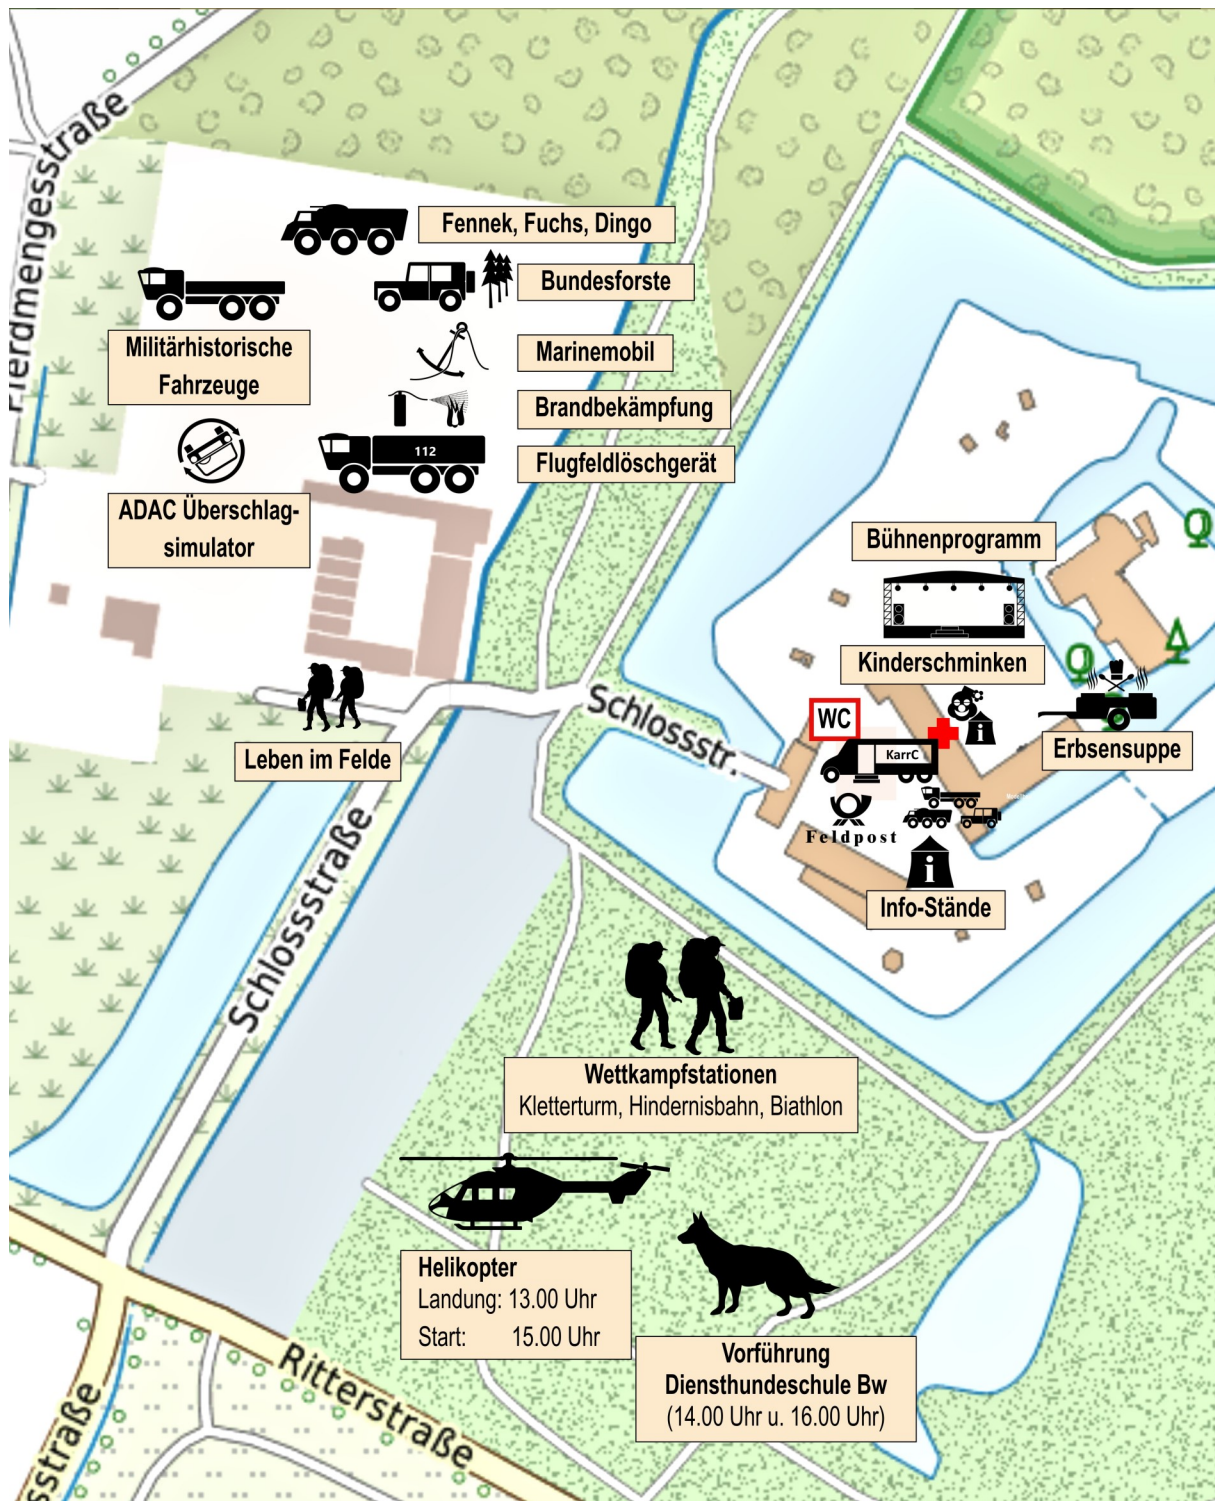 Pferdmengesstraße
Fennek, Fuchs, Dingo
Bundesforste
Militärhistorische
Fahrzeuge
Marinemobil
Brandbekämpfung
112
Flugfeldlöschgerät
ADAC Überschlag-
simulator
Bühnenprogramm
Kinderschminken
Schlossstr.
WC
i
KarrC
Erbsensuppe
Leben im Felde
Feldpost
i
Info-Stände
Schlossstraße
Wettkampfstationen
Kletterturm, Hindernisbahn, Biathlon
Helikopter
Landung: 13.00 Uhr
Start: 15.00 Uhr
Vorführung
Diensthundeschule Bw
(14.00 Uhr u. 16.00 Uhr)
Ritterstraße
sstraße